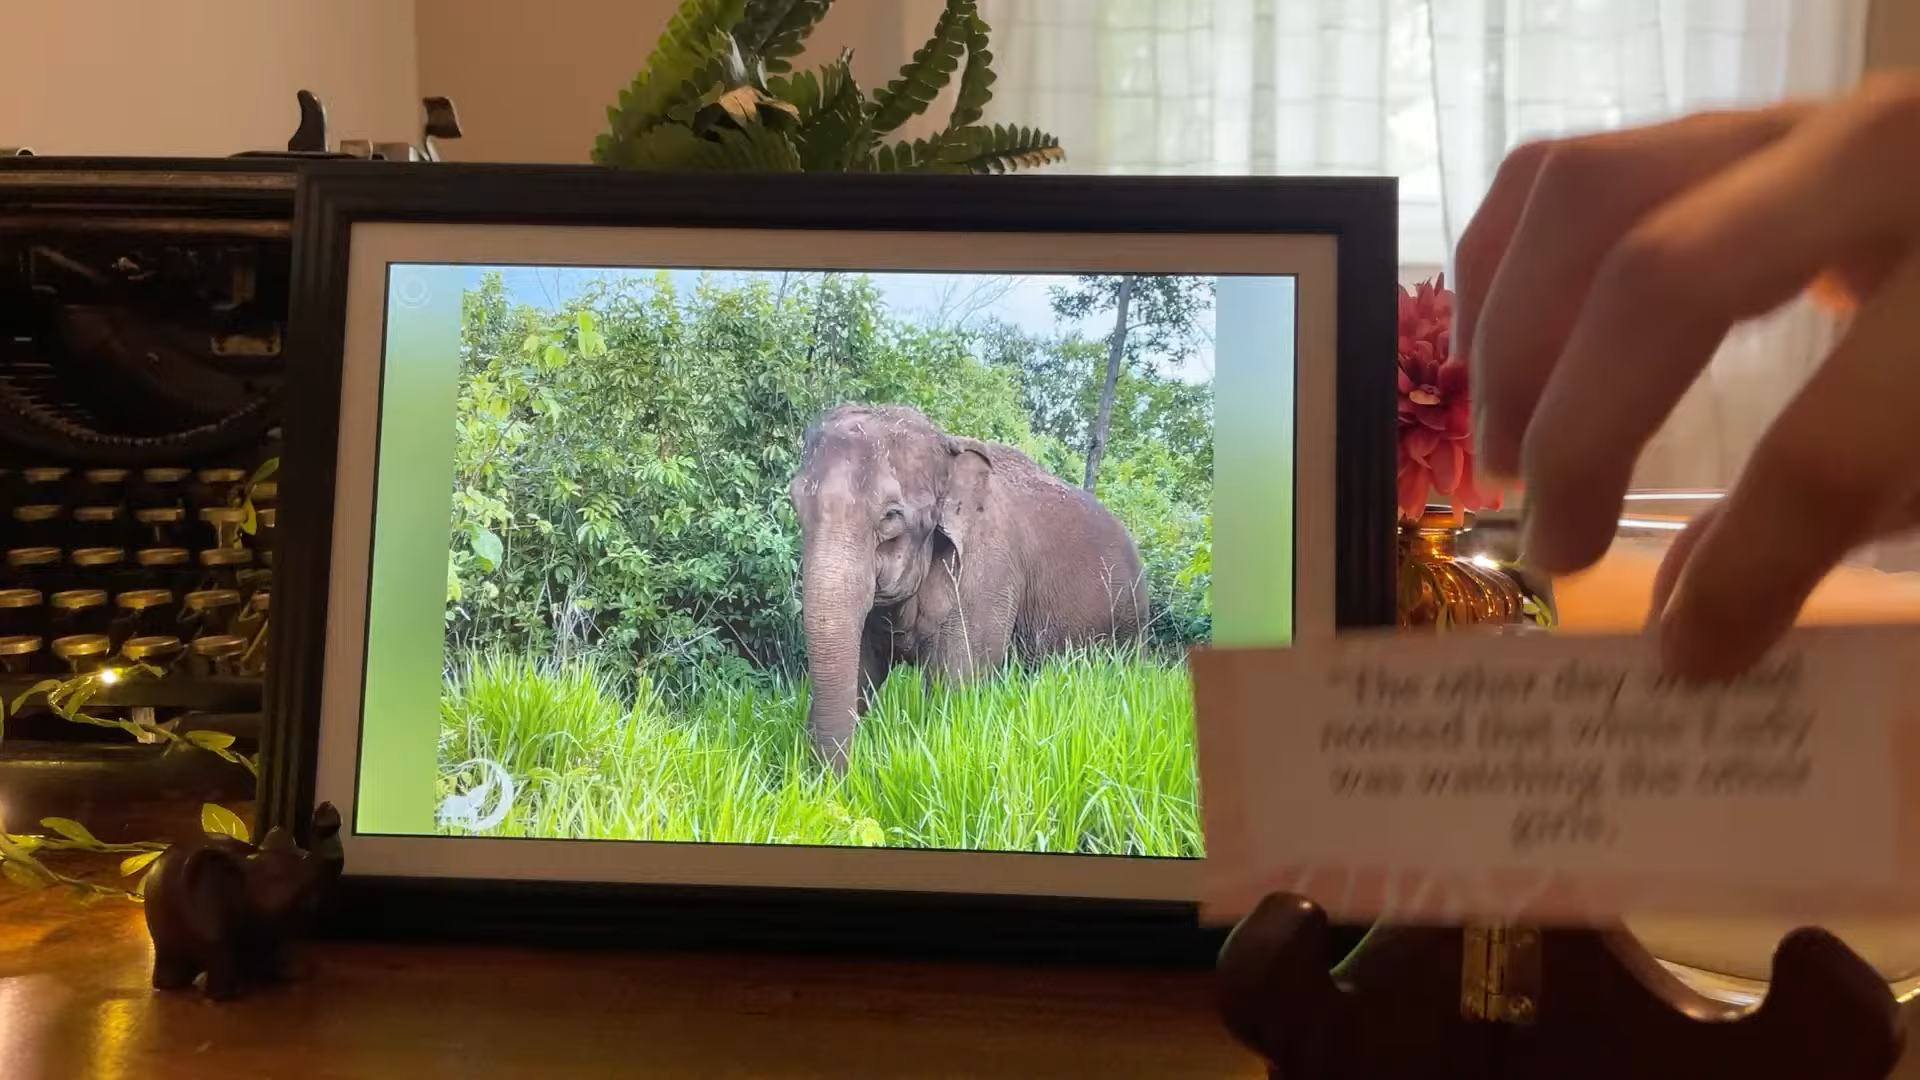 "The other day
noticed that while Lady
was watching the other
girls,